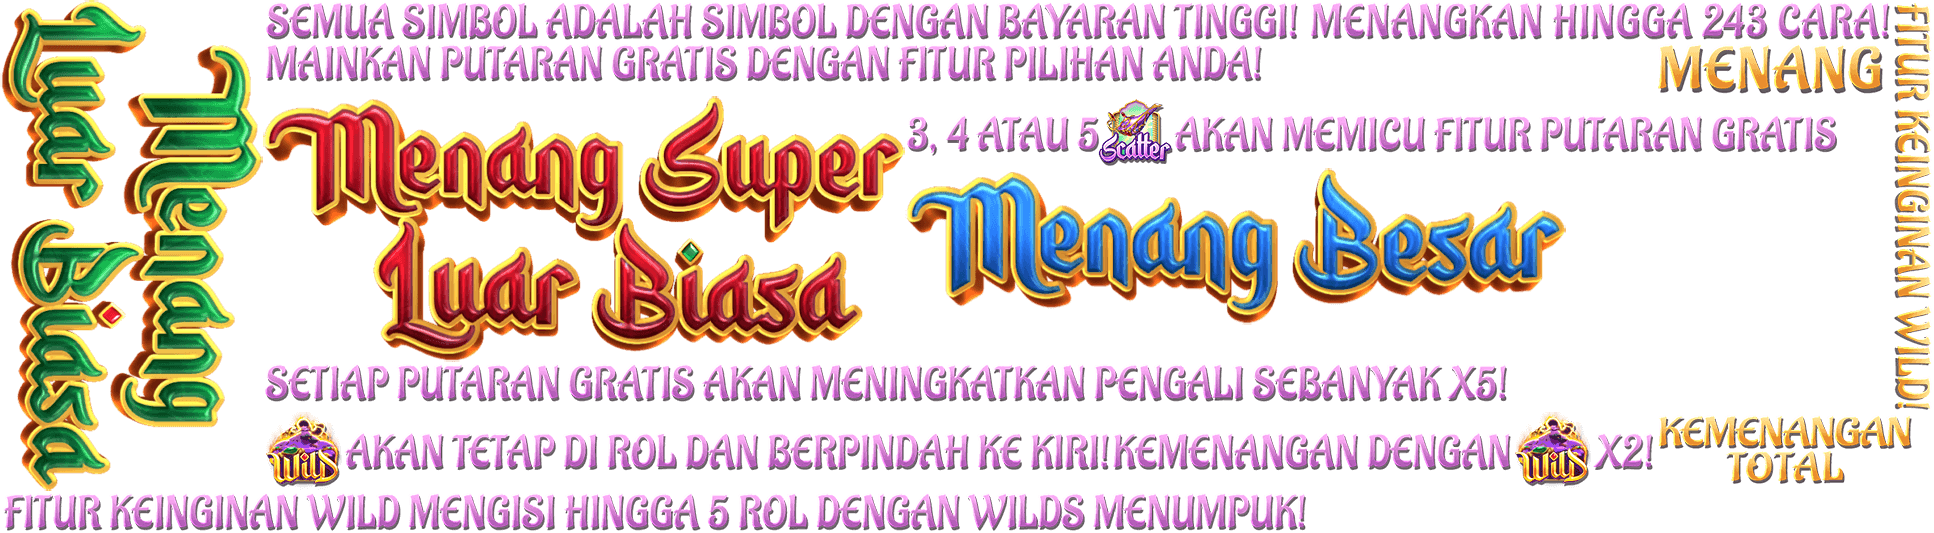 SEMUA SIMBOL ADALAH SIMBOL DENGAN BAYARAN TINGGI!
MENANGKAN HINGGA 243 CARA!
MAINKAN PUTARAN GRATIS DENGAN FITUR PILIHAN ANDA!
MENANG
Menang
Luar Biasa
Menang Super
Luar Biasa
3, 4 ATAU 5 Scatter AKAN MEMICU FITUR PUTARAN GRATIS
Menang Besar
FITUR KEINGINAN WILD!
SETIAP PUTARAN GRATIS AKAN MENINGKATKAN PENGALI SEBANYAK X5!
WILD AKAN TETAP DI ROL DAN BERPINDAH KE KIRI!
KEMENANGAN DENGAN WILD X2!
KEMENANGAN
TOTAL
FITUR KEINGINAN WILD MENGISI HINGGA 5 ROL DENGAN WILDS MENUMPUK!